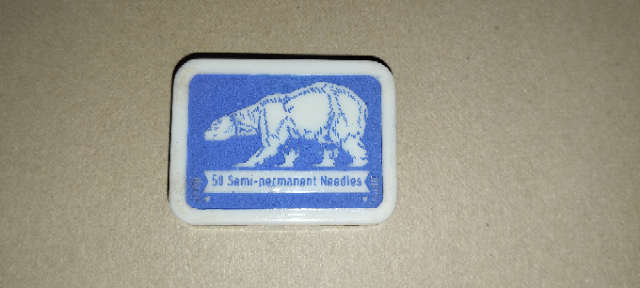 50 Semi-permanent Needles